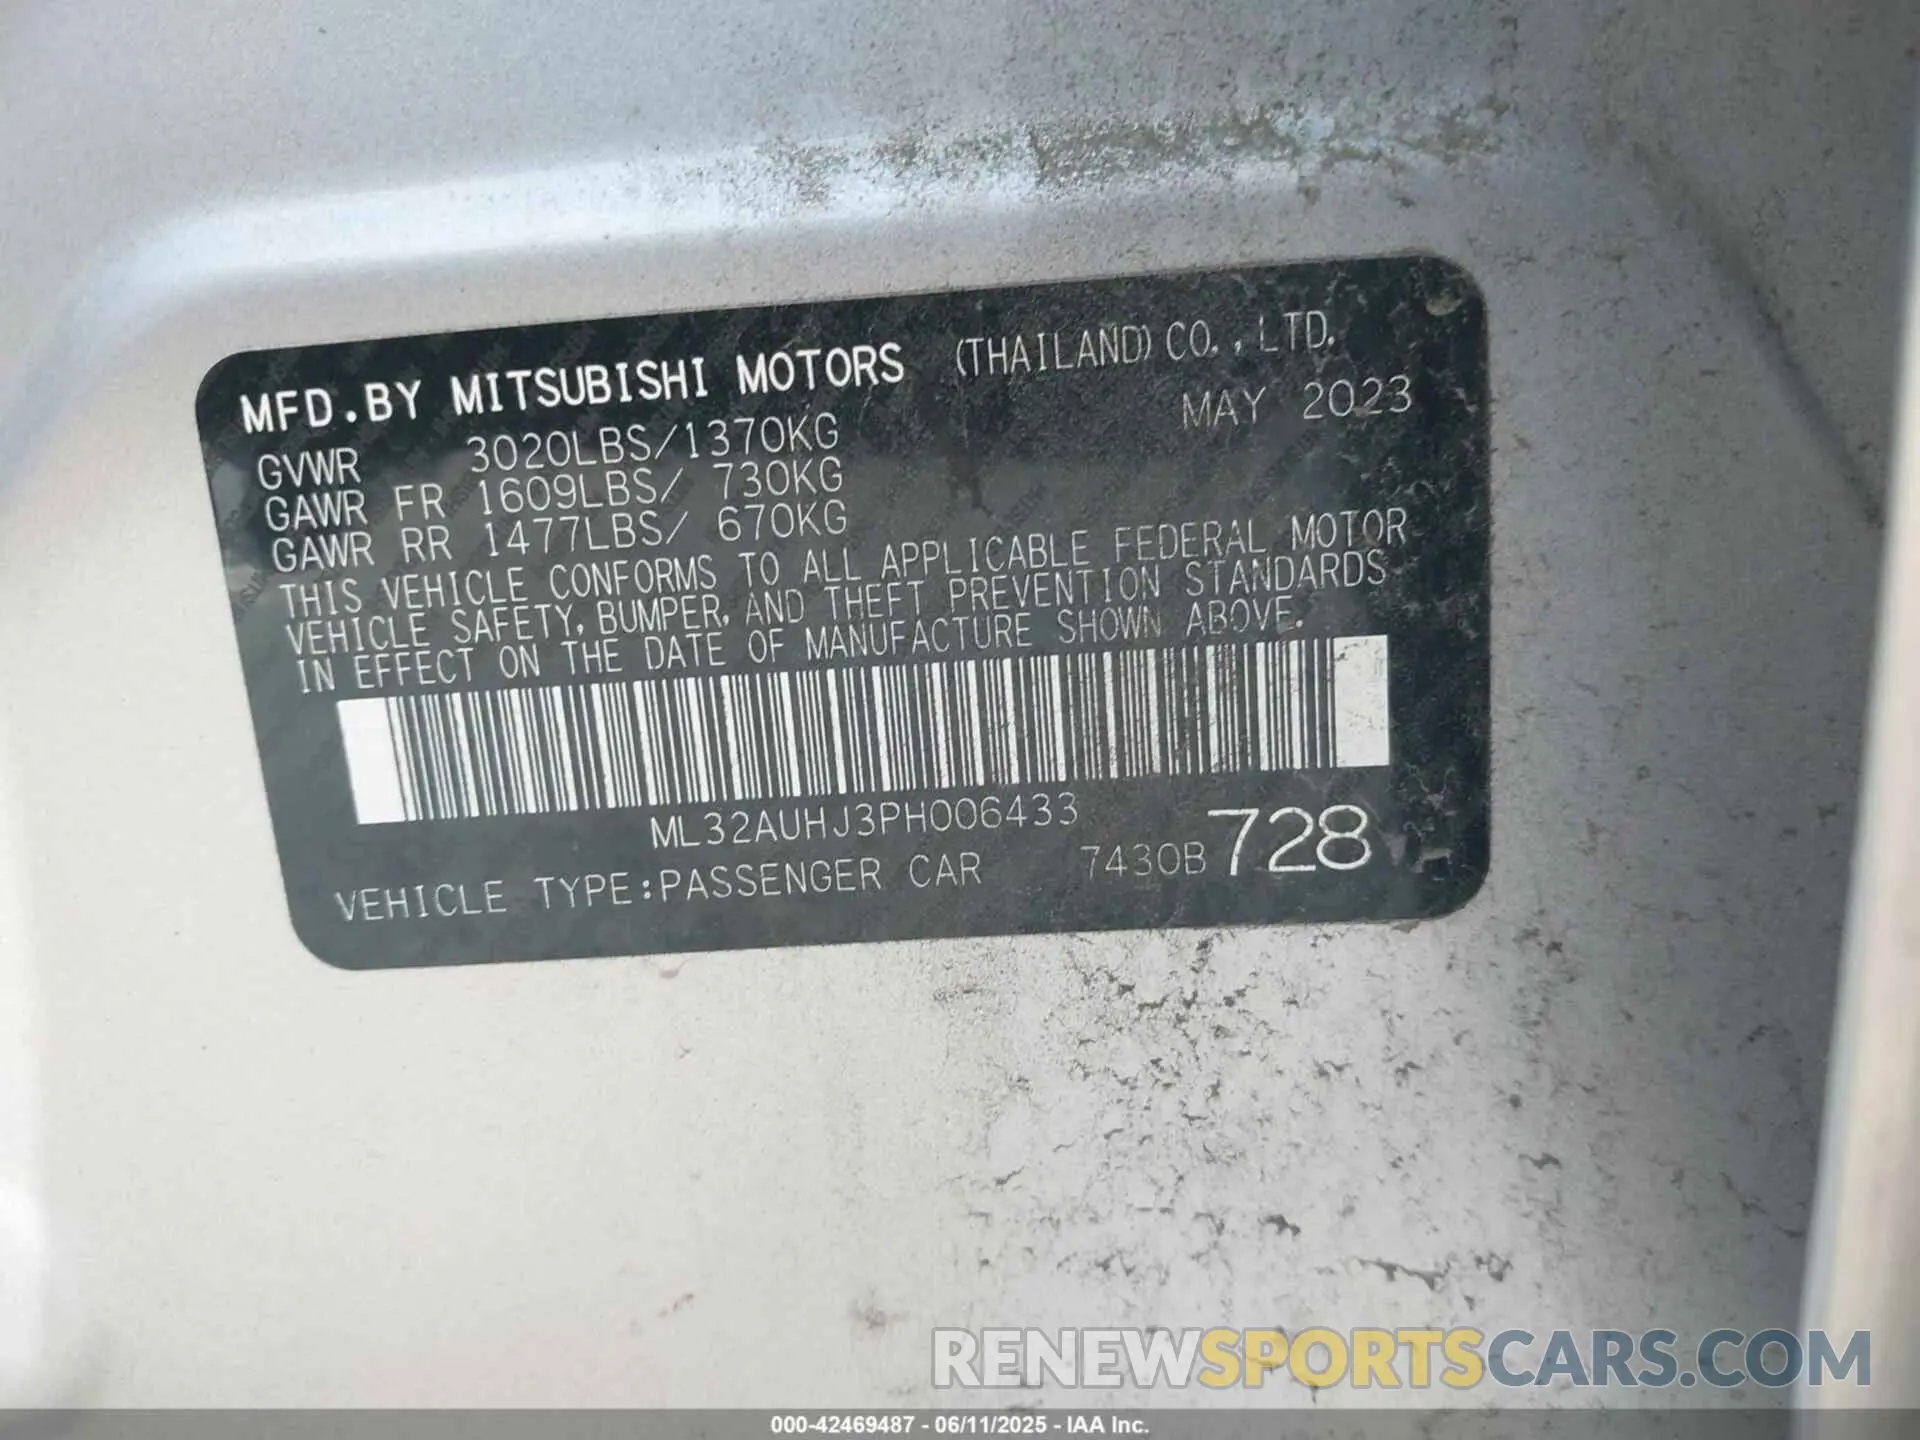 MFD.BY MITSUBISHI MOTORS (THAILAND) CO.,LTD.
GVWR 3020LBS/1370KG MAY 2023
GAWR FR 1609LBS/ 730KG
GAWR RR 1477LBS/ 670KG
THIS VEHICLE CONFORMS TO ALL APPLICABLE FEDERAL MOTOR
VEHICLE SAFETY, BUMPER, AND THEFT PREVENTION STANDARDS
IN EFFECT ON THE DATE OF MANUFACTURE SHOWN ABOVE.
ML32AUHJ3PH006433
VEHICLE TYPE:PASSENGER CAR 7430B 728
RENEWSPORTSCARS.COM
000-42469487 - 06/11/2025 - IAA Inc.